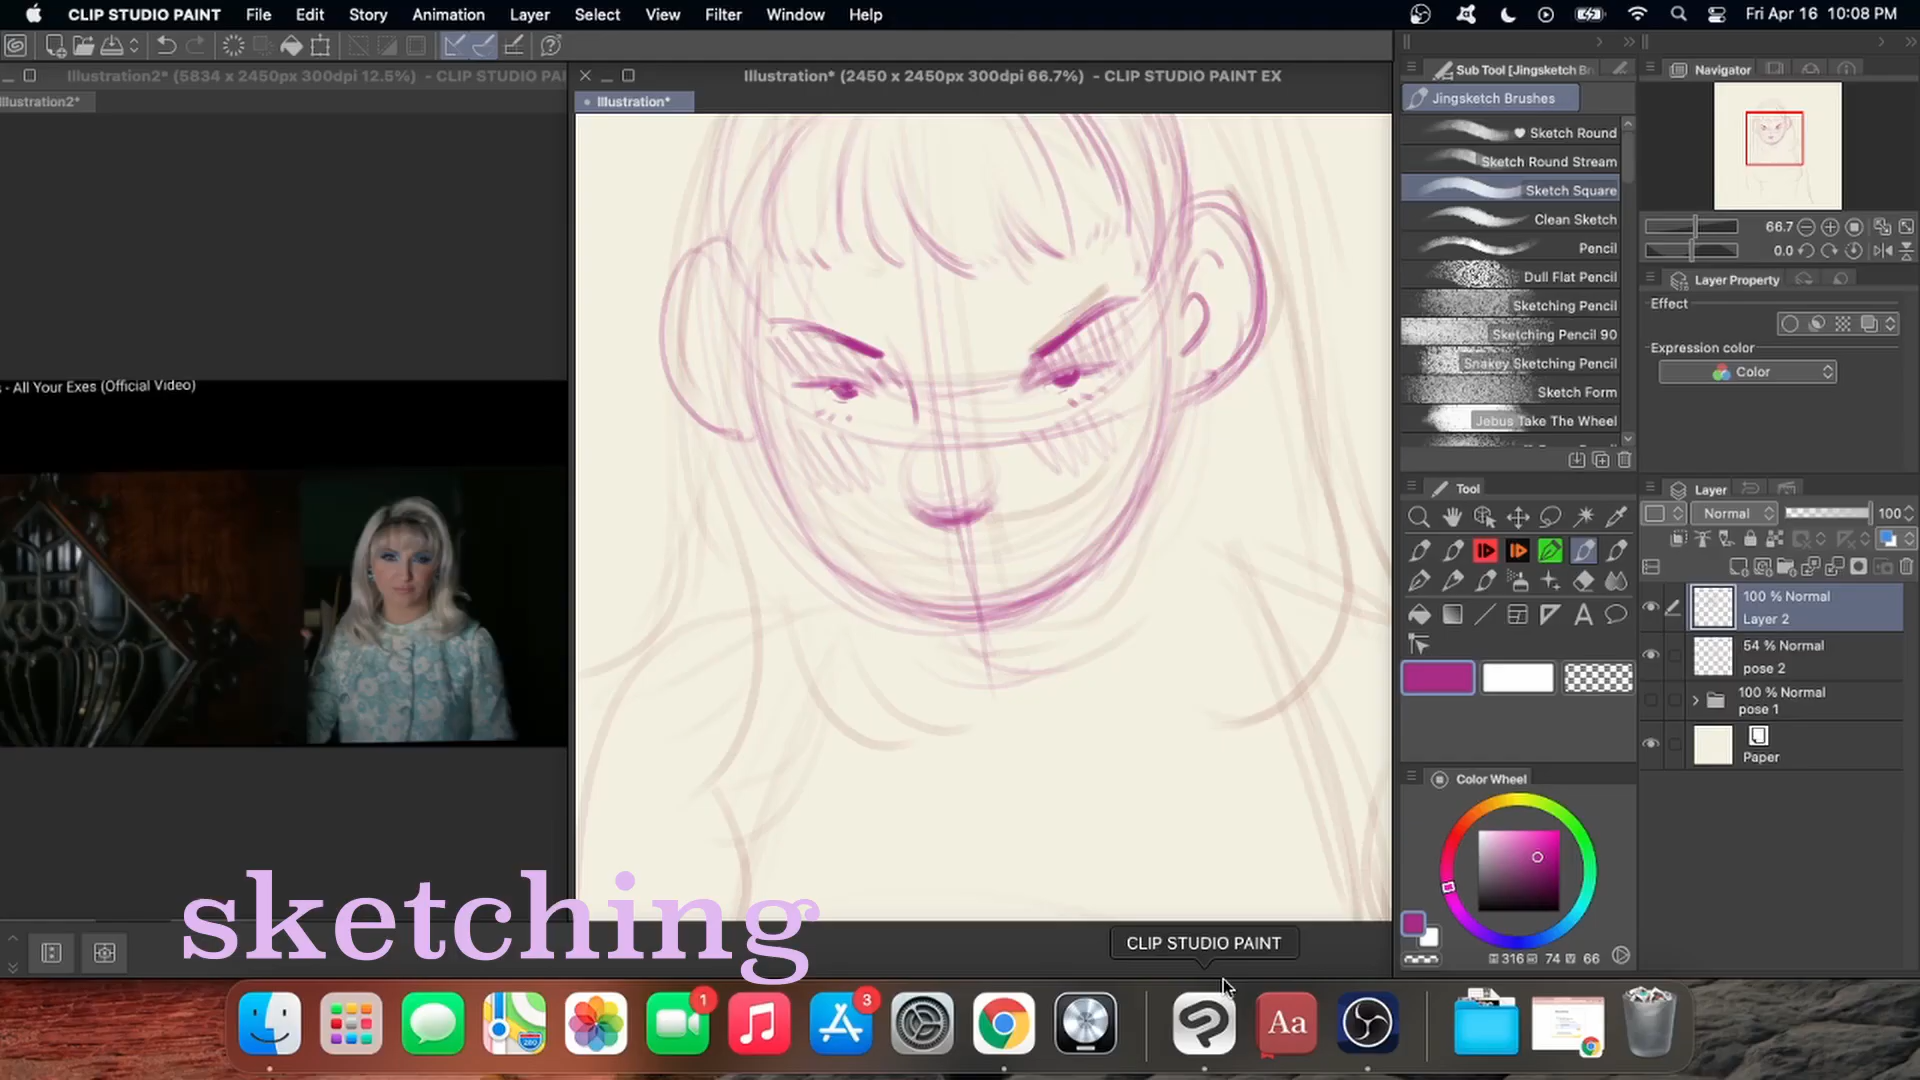 CLIP STUDIO PAINT File Edit Story Animation Layer Select View Filter Window Help Fri Apr 16 10:08 PM
Illustration2* (5834 x 2450px 300dpi 12.5%) - CLIP STUDIO PAI
Illustration* (2450 x 2450px 300dpi 66.7%) - CLIP STUDIO PAINT EX
llustration2*
Illustration*
Sub Tool [Jingsketch Br
Jingsketch Brushes
Sketch Round
Sketch Round Stream
Sketch Square
Clean Sketch
Pencil
Dull Flat Pencil
Sketching Pencil
Sketching Pencil 90
Snakey Sketching Pencil
Sketch Form
Jebus Take The Wheel
Navigator
66.7
0.0
Layer Property
Effect
Expression color
Color
s - All Your Exes (Official Video)
Tool
Layer
Normal 100
100 % Normal
Layer 2
54 % Normal
pose 2
100 % Normal
pose 1
Paper
Color Wheel
316 74 66
sketching
CLIP STUDIO PAINT
1
3
280
Aa